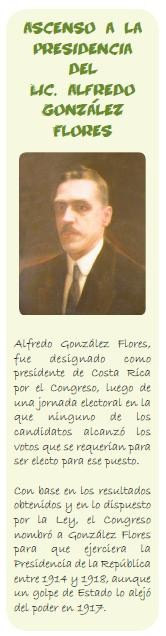 ASCENSO A LA
PRESIDENCIA
DEL
LIC. ALFREDO
GONZÁLEZ
FLORES
Alfredo González Flores,
fue designado como
presidente de Costa Rica
por el Congreso, luego de
una jornada electoral en la
que ninguno de los
candidatos alcanzó los
votos que se requerían para
ser electo para ese puesto.
Con base en los resultados
obtenidos y en lo dispuesto
por la Ley, el Congreso
nombró a González Flores
para que ejerciera la
Presidencia de la República
entre 1914 y 1918, aunque
un golpe de Estado lo alejó
del poder en 1917.